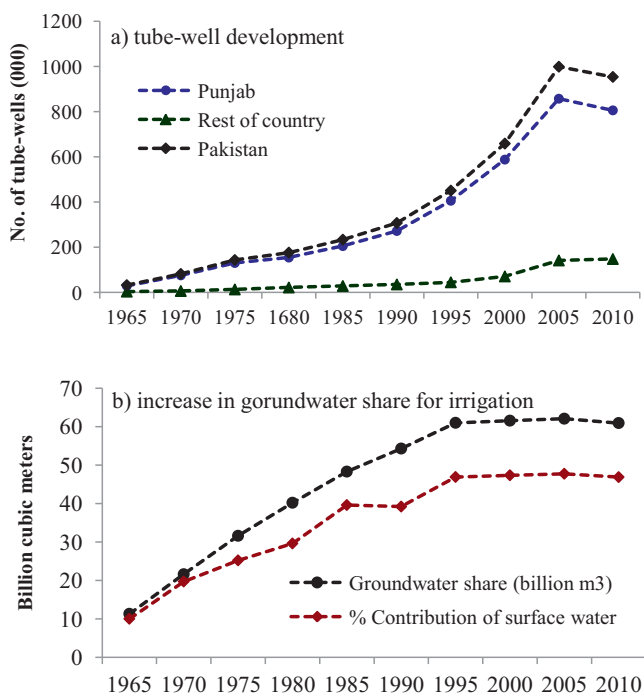 a) tube-well development
No. of tube-wells (000)
1200
1000
800
600
400
200
0
Punjab
Rest of country
Pakistan
1965 1970 1975 1680 1985 1990 1995 2000 2005 2010
b) increase in gorundwater share for irrigation
Billion cubic meters
70
60
50
40
30
20
10
0
Groundwater share (billion m3)
% Contribution of surface water
1965 1970 1975 1980 1985 1990 1995 2000 2005 2010